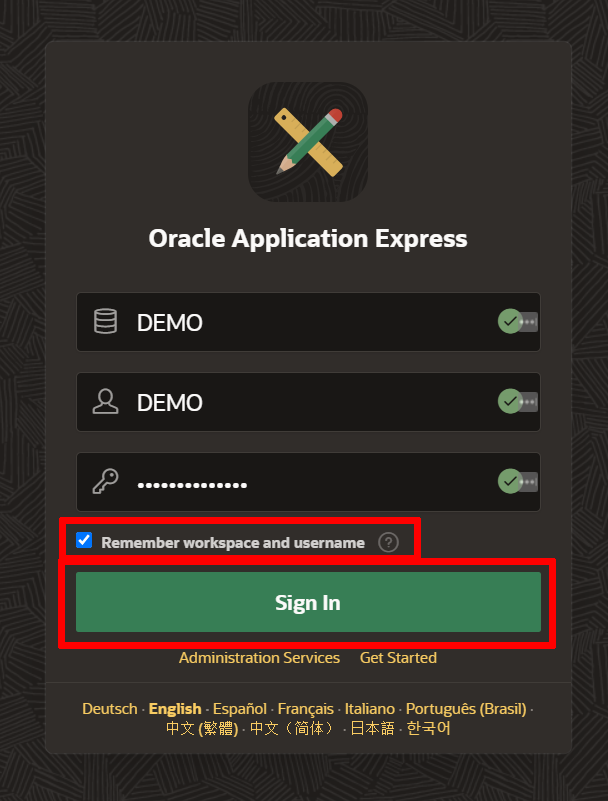 Oracle Application Express
DEMO
DEMO
••••••••••••••
Remember workspace and username ?
Sign In
Administration Services Get Started
Deutsch · English · Español · Français · Italiano · Português (Brasil) ·
中文 (繁體) · 中文（简体） · 日本語 · 한국어